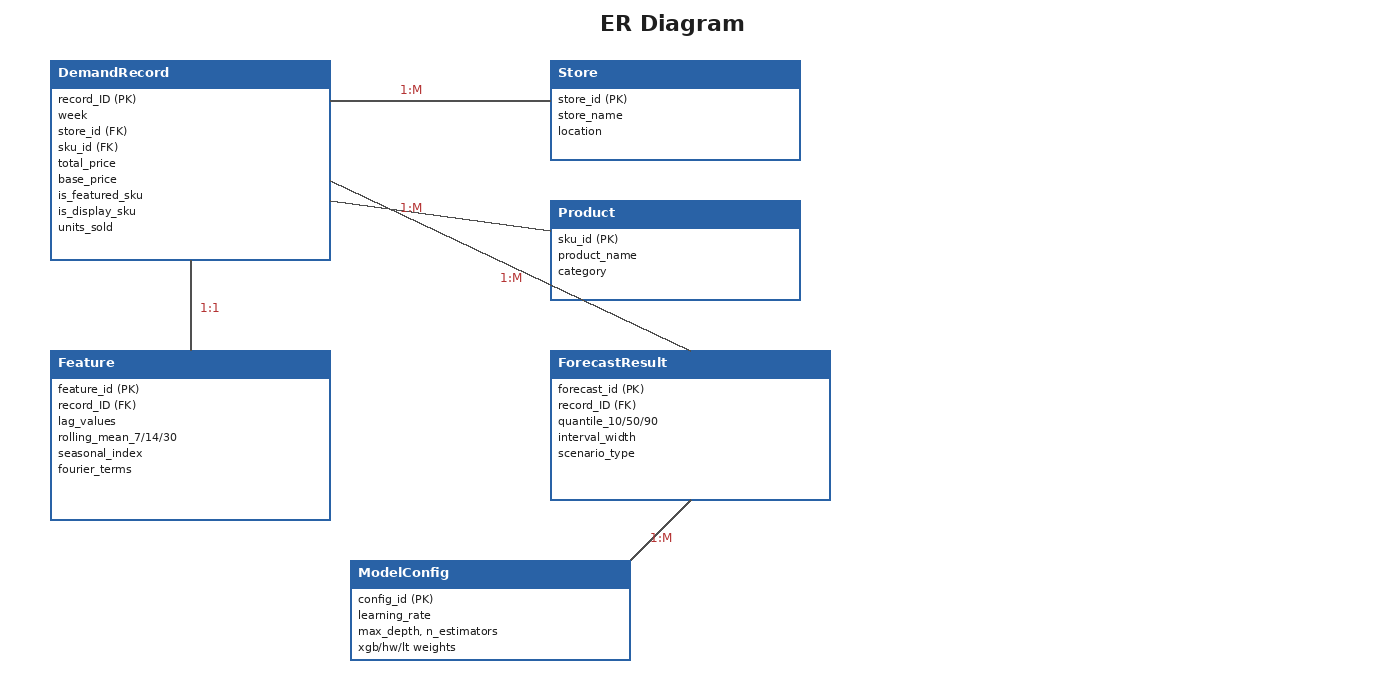 ER Diagram
DemandRecord
record_ID (PK)
week
store_id (FK)
sku_id (FK)
total_price
base_price
is_featured_sku
is_display_sku
units_sold
1:M
Store
store_id (PK)
store_name
location
1:M
Product
sku_id (PK)
product_name
category
1:M
1:1
Feature
feature_id (PK)
record_ID (FK)
lag_values
rolling_mean_7/14/30
seasonal_index
fourier_terms
ForecastResult
forecast_id (PK)
record_ID (FK)
quantile_10/50/90
interval_width
scenario_type
1:M
ModelConfig
config_id (PK)
learning_rate
max_depth, n_estimators
xgb/hw/lt weights